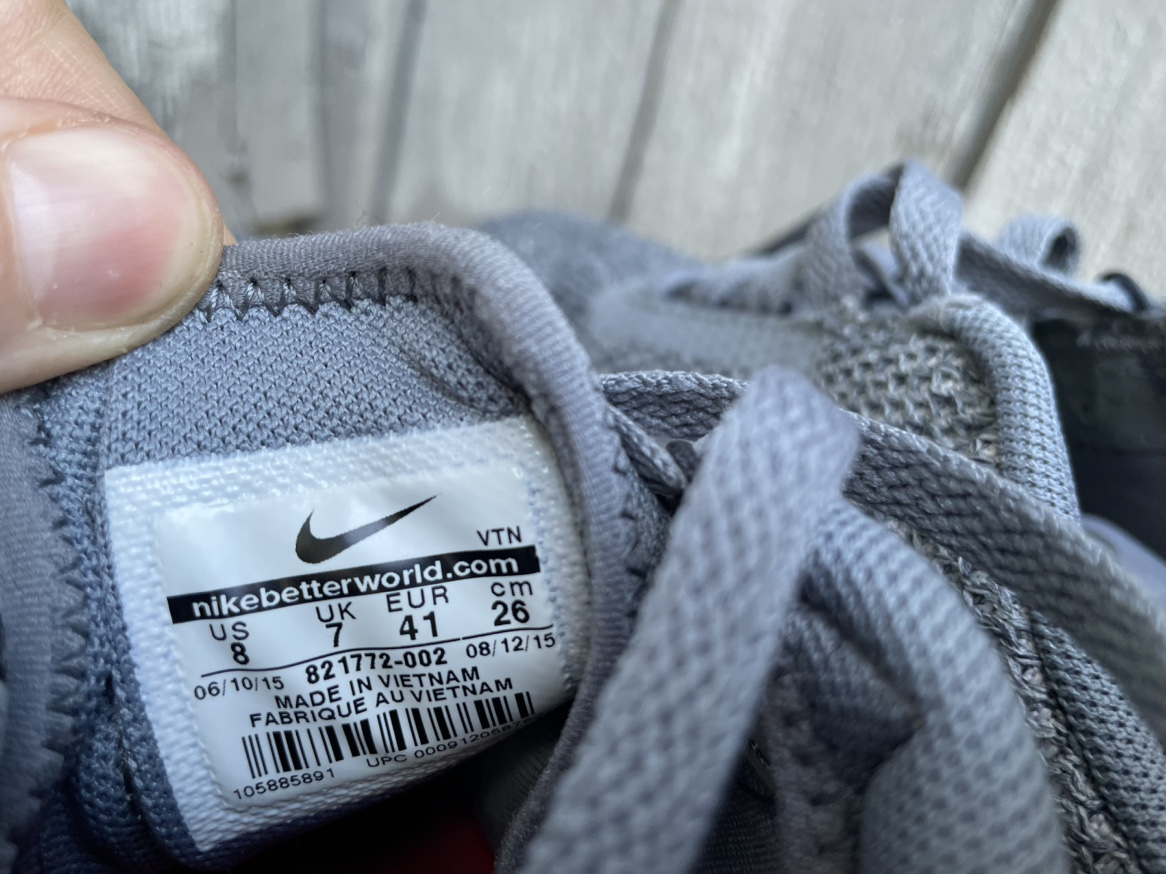 VTN
nikebetterworld.com
US UK EUR cm
8 7 41 26
06/10/15 821772-002 08/12/15
MADE IN VIETNAM
FABRIQUE AU VIETNAM
105885891 UPC